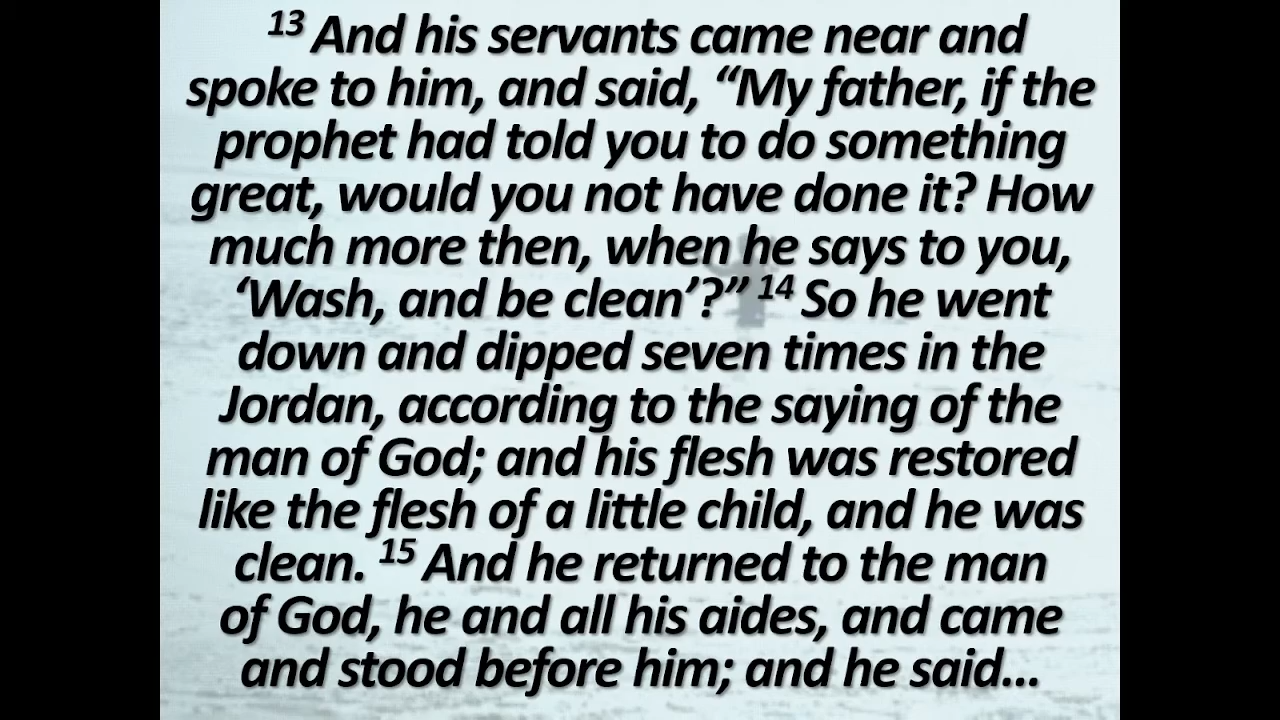 13 And his servants came near and
spoke to him, and said, “My father, if the
prophet had told you to do something
great, would you not have done it? How
much more then, when he says to you,
‘Wash, and be clean’?” 14 So he went
down and dipped seven times in the
Jordan, according to the saying of the
man of God; and his flesh was restored
like the flesh of a little child, and he was
clean. 15 And he returned to the man
of God, he and all his aides, and came
and stood before him; and he said...